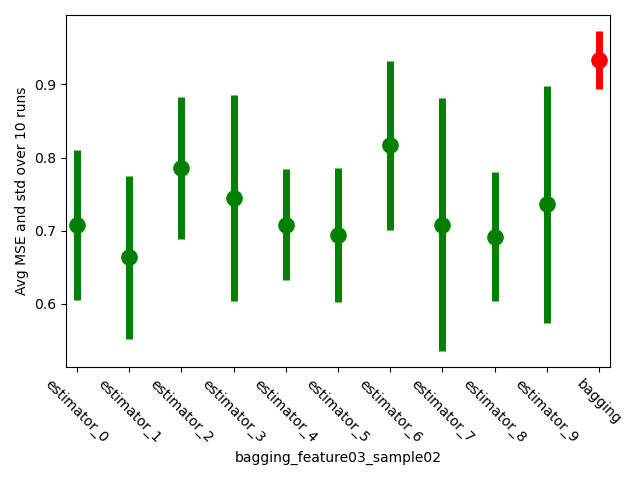 Avg MSE and std over 10 runs
0.9
0.8
0.7
0.6
estimator_0
estimator_1
estimator_2
estimator_3
estimator_4
estimator_5
estimator_6
estimator_7
estimator_8
estimator_9
bagging
bagging_feature03_sample02